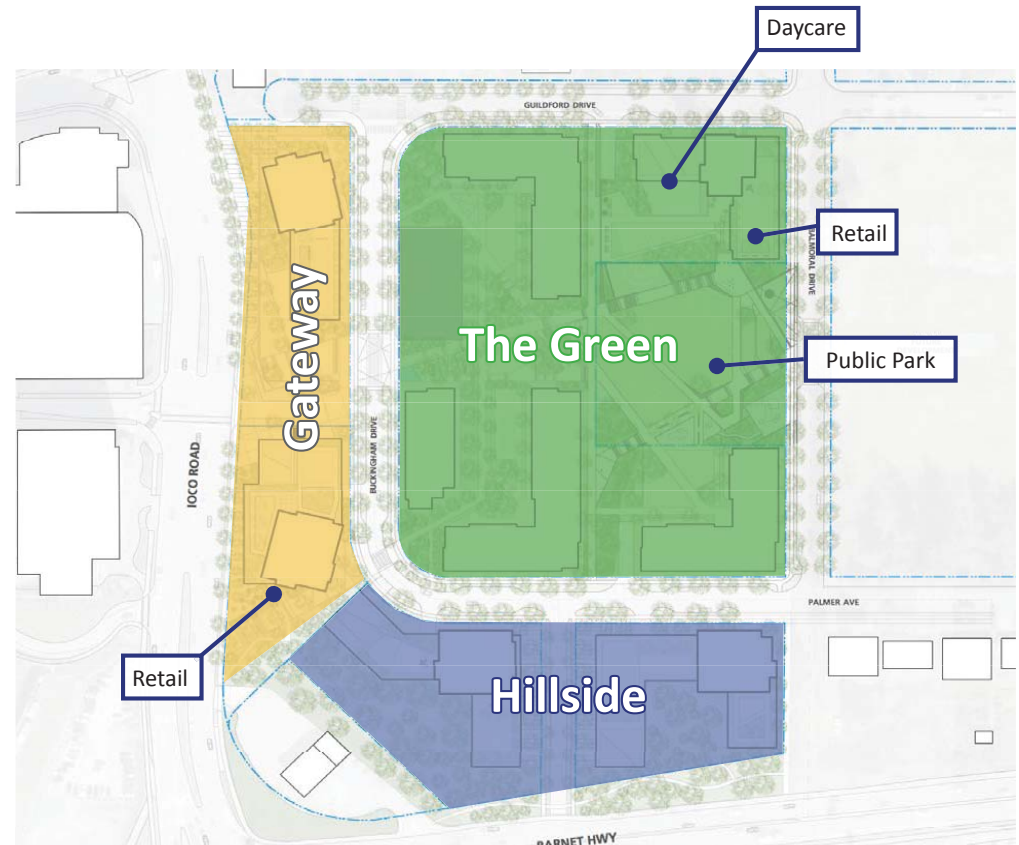 Daycare
GUILDFORD DRIVE
Retail
BALMORAL DRIVE
Gateway
The Green
Public Park
BUCKINGHAM DRIVE
IOCO ROAD
PALMER AVE
Retail
Hillside
BARNET HWY